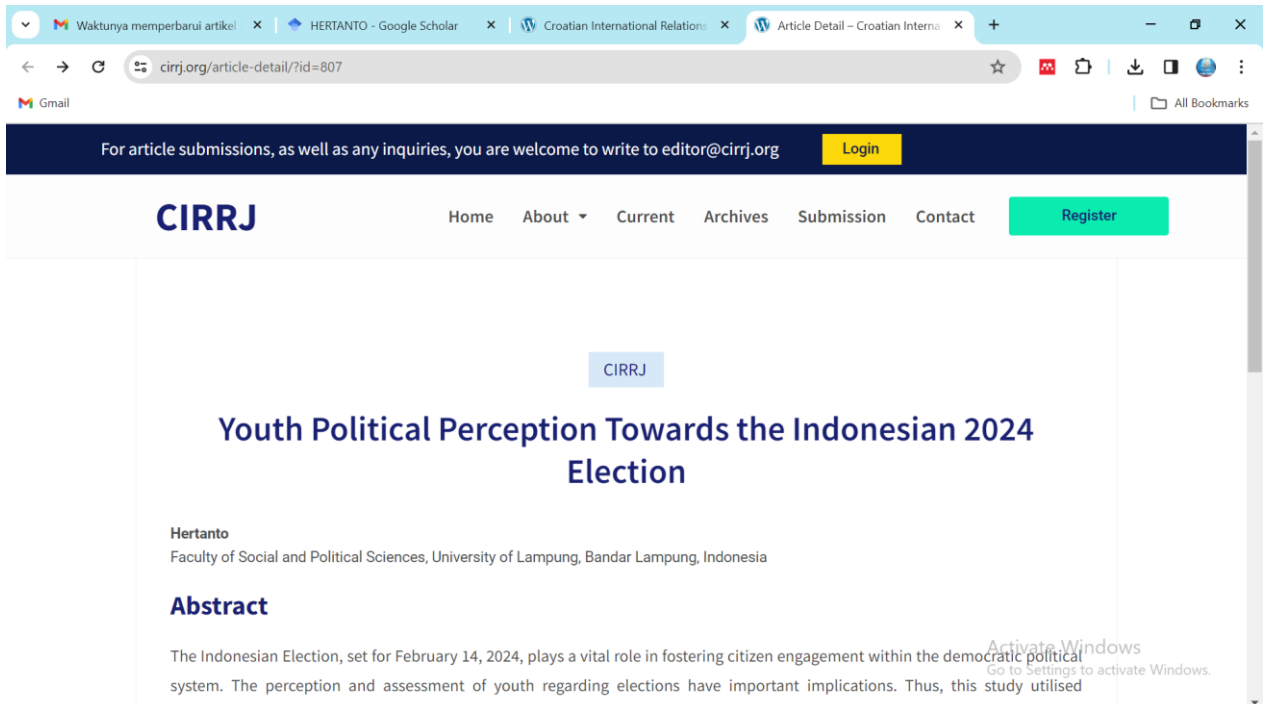 Waktunya memperbarui artikel
HERTANTO - Google Scholar
Croatian International Relations
Article Detail – Croatian Interna
cirrj.org/article-detail/?id=807
Gmail
All Bookmarks
For article submissions, as well as any inquiries, you are welcome to write to editor@cirrj.org
Login
CIRRJ
Home
About
Current
Archives
Submission
Contact
Register
CIRRJ
Youth Political Perception Towards the Indonesian 2024
Election
Hertanto
Faculty of Social and Political Sciences, University of Lampung, Bandar Lampung, Indonesia
Abstract
The Indonesian Election, set for February 14, 2024, plays a vital role in fostering citizen engagement within the democratic political
system. The perception and assessment of youth regarding elections have important implications. Thus, this study utilised
Activate Windows
Go to Settings to activate Windows.